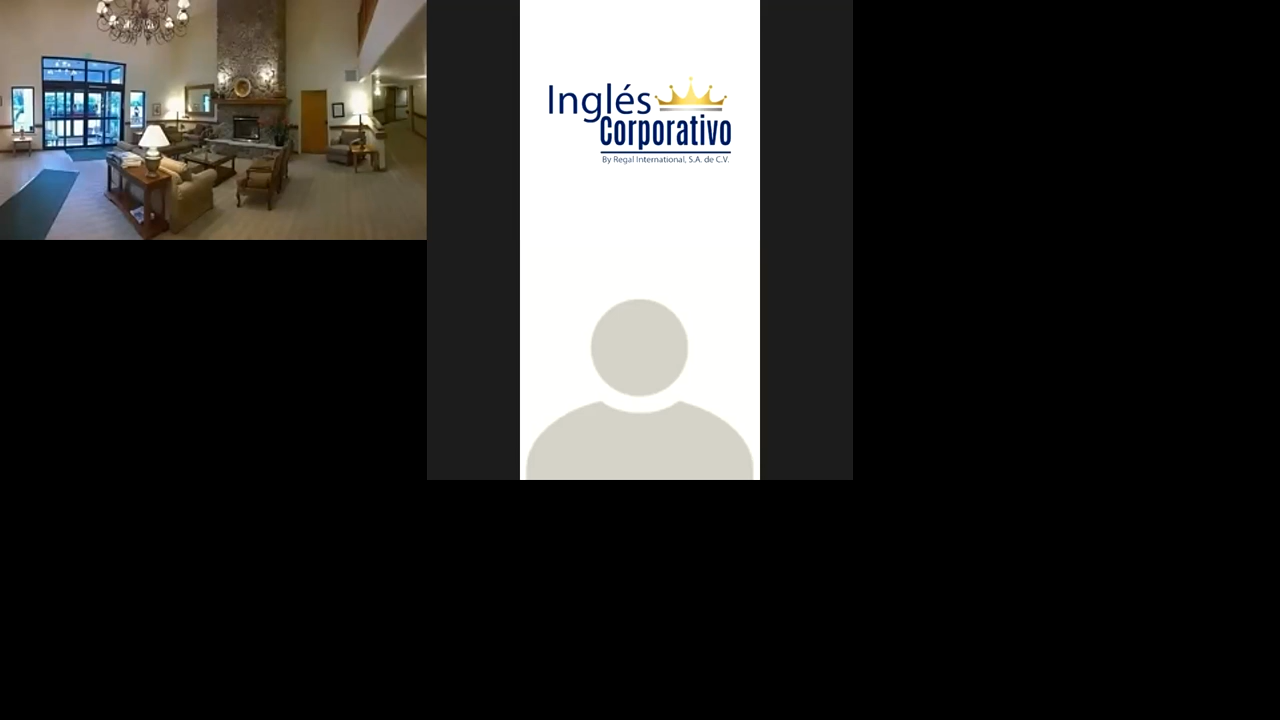 Inglés
Corporativo
By Regal International, S.A. de C.V.